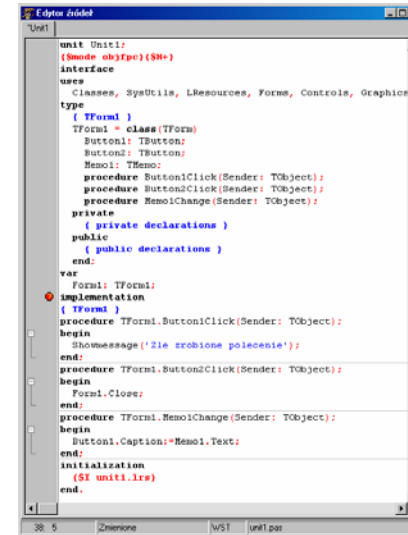 Edytor źródeł
*Unit1
unit Unit1;
{$mode objfpc}{$H+}
interface
uses
Classes, SysUtils, LResources, Forms, Controls, Graphics
type
{ TForm1 }
TForm1 = class(TForm)
Button1: TButton;
Button2: TButton;
Memo1: TMemo;
procedure Button1Click(Sender: TObject);
procedure Button2Click(Sender: TObject);
procedure Memo1Change(Sender: TObject);
private
{ private declarations }
public
{ public declarations }
end;
var
Form1: TForm1;
implementation
{ TForm1 }
procedure TForm1.Button1Click(Sender: TObject);
begin
Showmessage('Zle zrobione polecenie');
end;
procedure TForm1.Button2Click(Sender: TObject);
begin
Form1.Close;
end;
procedure TForm1.Memo1Change(Sender: TObject);
begin
Button1.Caption:=Memo1.Text;
end;
initialization
{$I unit1.lrs}
end.
38: 5 Zmienione WST unit1.pas